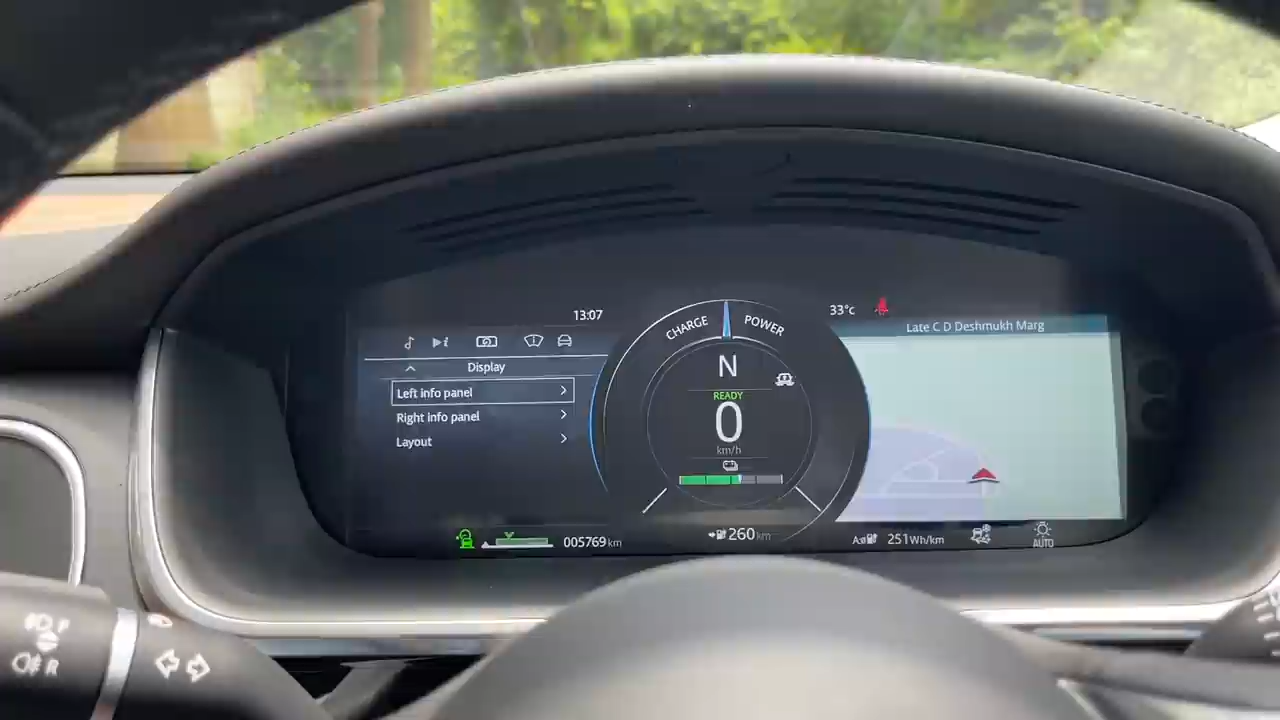 13:07
33°c
Late C D Deshmukh Marg
CHARGE
POWER
Display
Left info panel
Right info panel
Layout
N
READY
0
km/h
005769 km
260 km
251 Wh/km
AUTO
R